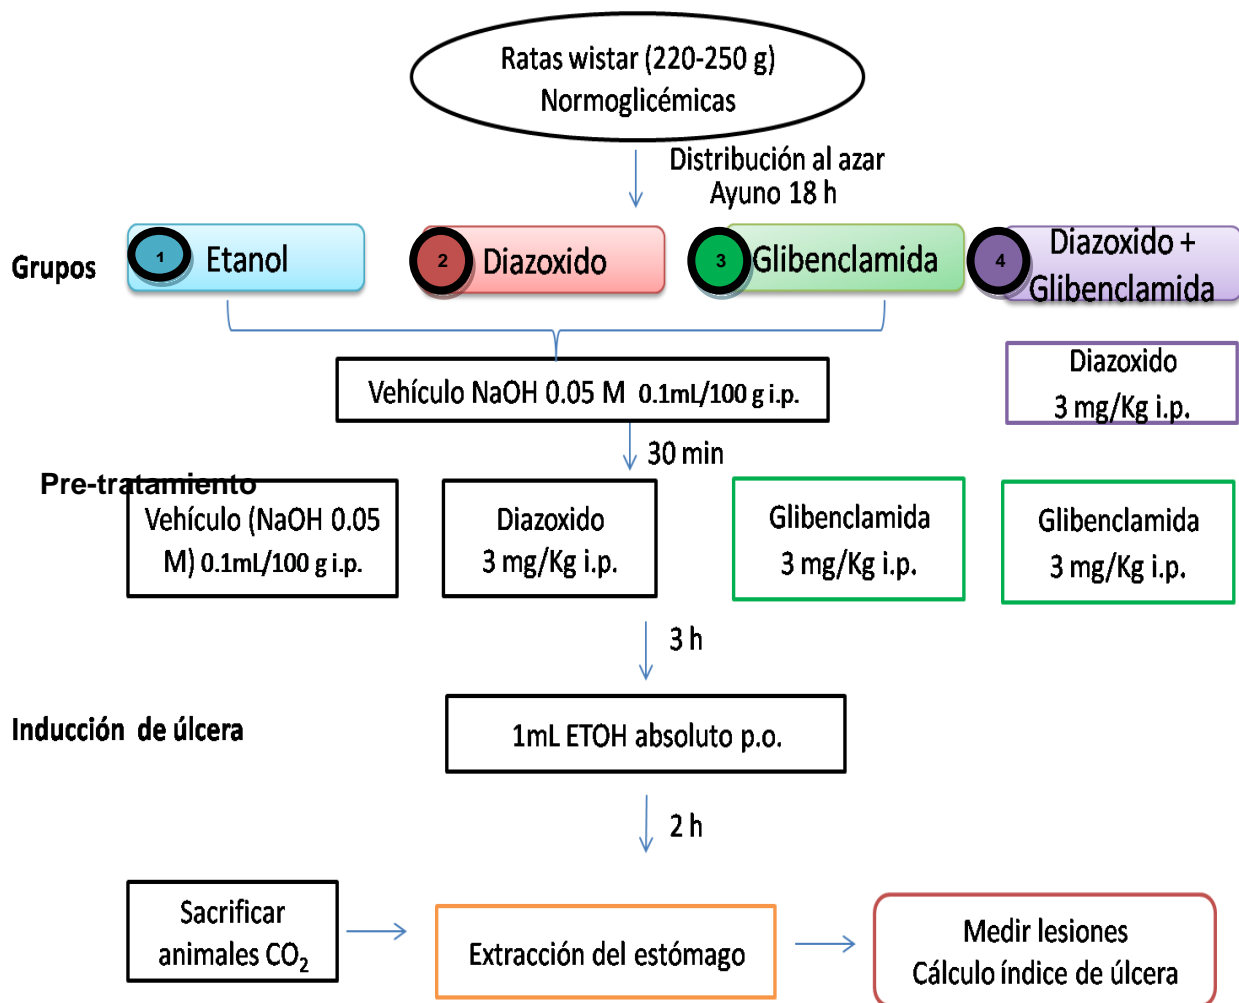 Ratas wistar (220-250 g)
Normoglicémicas
Distribución al azar
Ayuno 18 h
Grupos
1
Etanol
2
Diazoxido
3
Glibenclamida
4
Diazoxido +
Glibenclamida
Vehículo NaOH 0.05 M 0.1mL/100 g i.p.
Diazoxido
3 mg/Kg i.p.
30 min
Pre-tratamiento
Vehículo (NaOH 0.05
M) 0.1mL/100 g i.p.
Diazoxido
3 mg/Kg i.p.
Glibenclamida
3 mg/Kg i.p.
Glibenclamida
3 mg/Kg i.p.
3 h
Inducción de úlcera
1mL ETOH absoluto p.o.
2 h
Sacrificar
animales CO₂
Extracción del estómago
Medir lesiones
Cálculo índice de úlcera